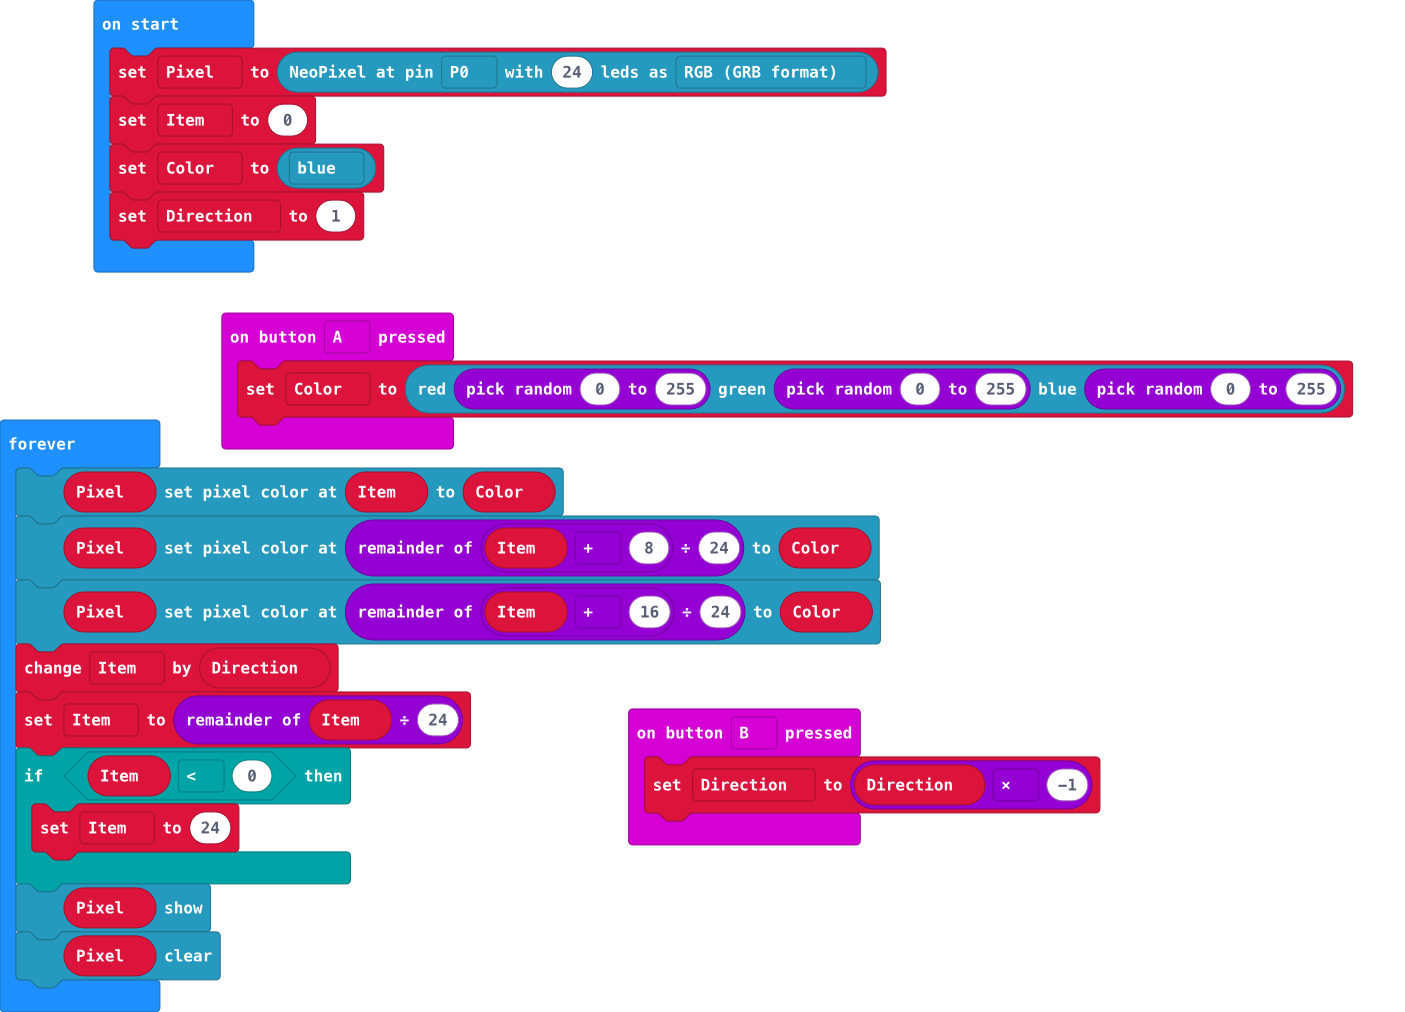 on start
set Pixel to NeoPixel at pin P0 with 24 leds as RGB (GRB format)
set Item to 0
set Color to blue
set Direction to 1
on button A pressed
set Color to red pick random 0 to 255 green pick random 0 to 255 blue pick random 0 to 255
forever
Pixel set pixel color at Item to Color
Pixel set pixel color at remainder of Item + 8 ÷ 24 to Color
Pixel set pixel color at remainder of Item + 16 ÷ 24 to Color
change Item by Direction
set Item to remainder of Item ÷ 24
if Item < 0 then
set Item to 24
Pixel show
Pixel clear
on button B pressed
set Direction to Direction × −1